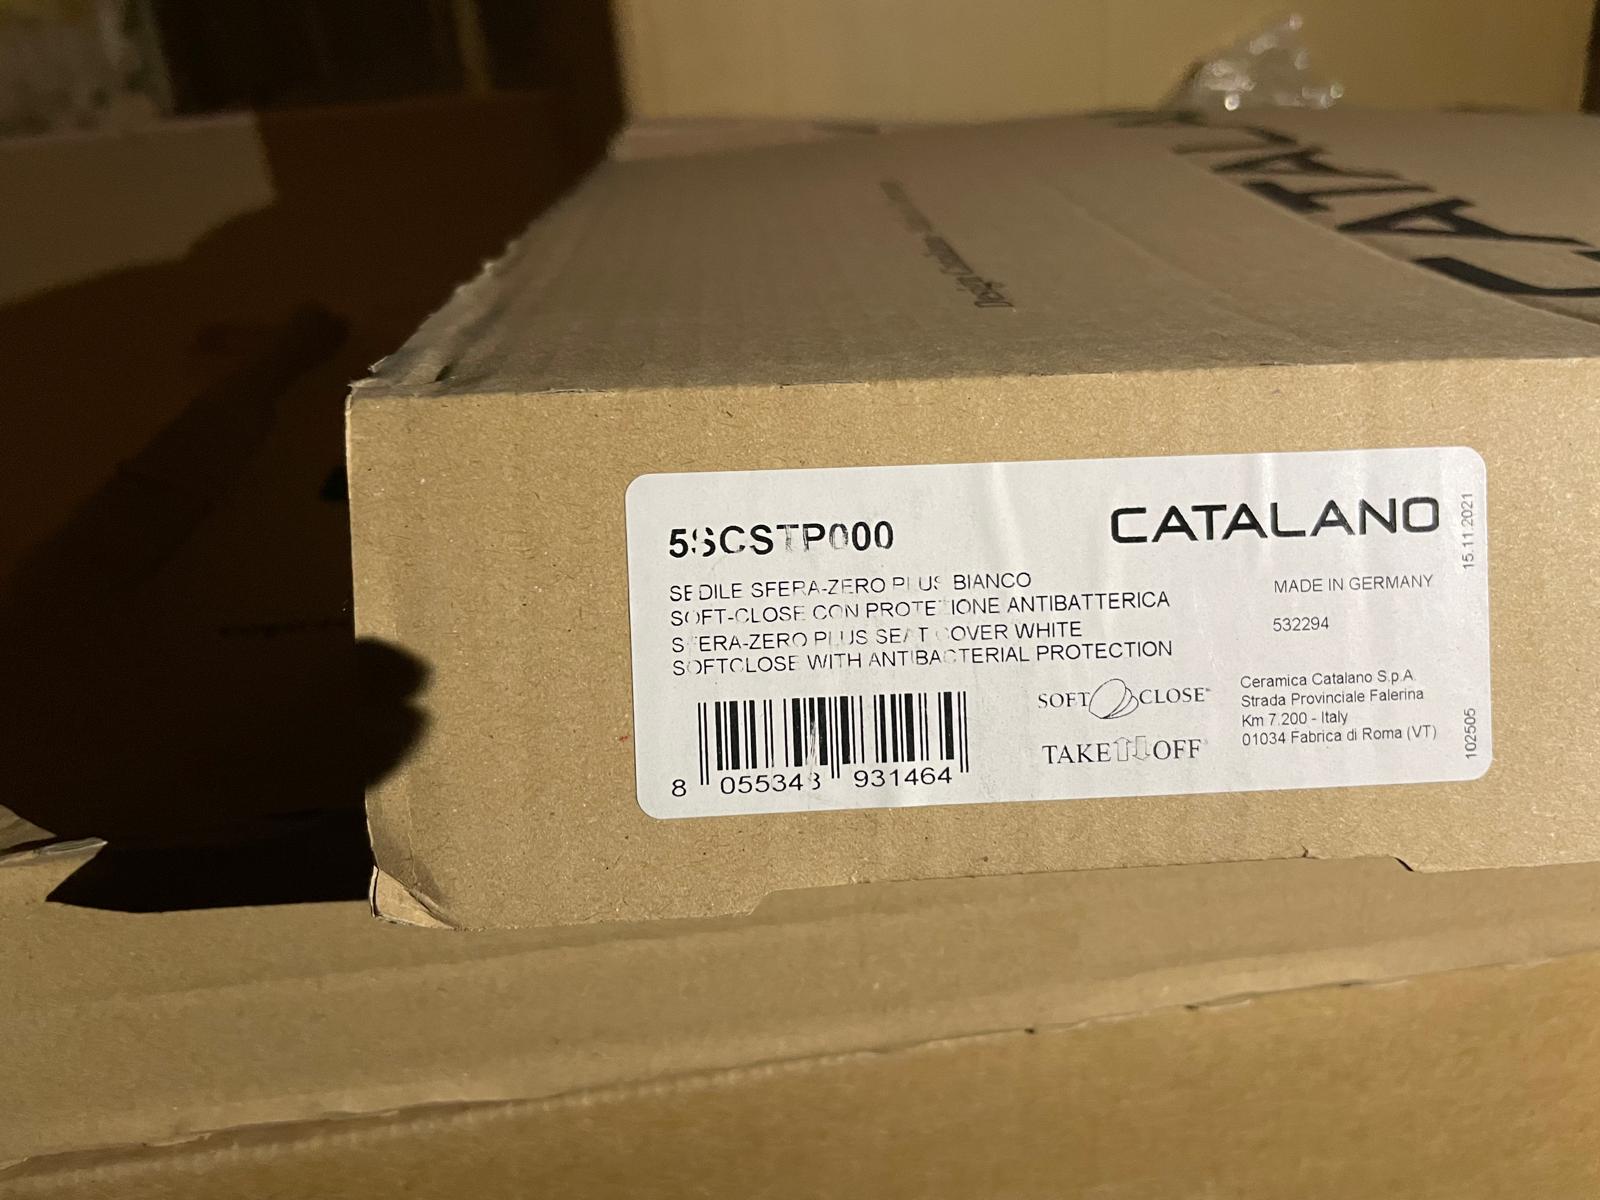 CATAL
5SCSTP000
CATALANO
15.11.2021
SEDILE SFERA-ZERO PLUS BIANCO
SOFT-CLOSE CON PROTEZIONE ANTIBATTERICA
SFERA-ZERO PLUS SEAT COVER WHITE
SOFTCLOSE WITH ANTIBACTERIAL PROTECTION
MADE IN GERMANY
532294
SOFT CLOSE
TAKE OFF
Ceramica Catalano S.p.A.
Strada Provinciale Falerina
Km 7.200 - Italy
01034 Fabrica di Roma (VT)
102505
8 055343 931464